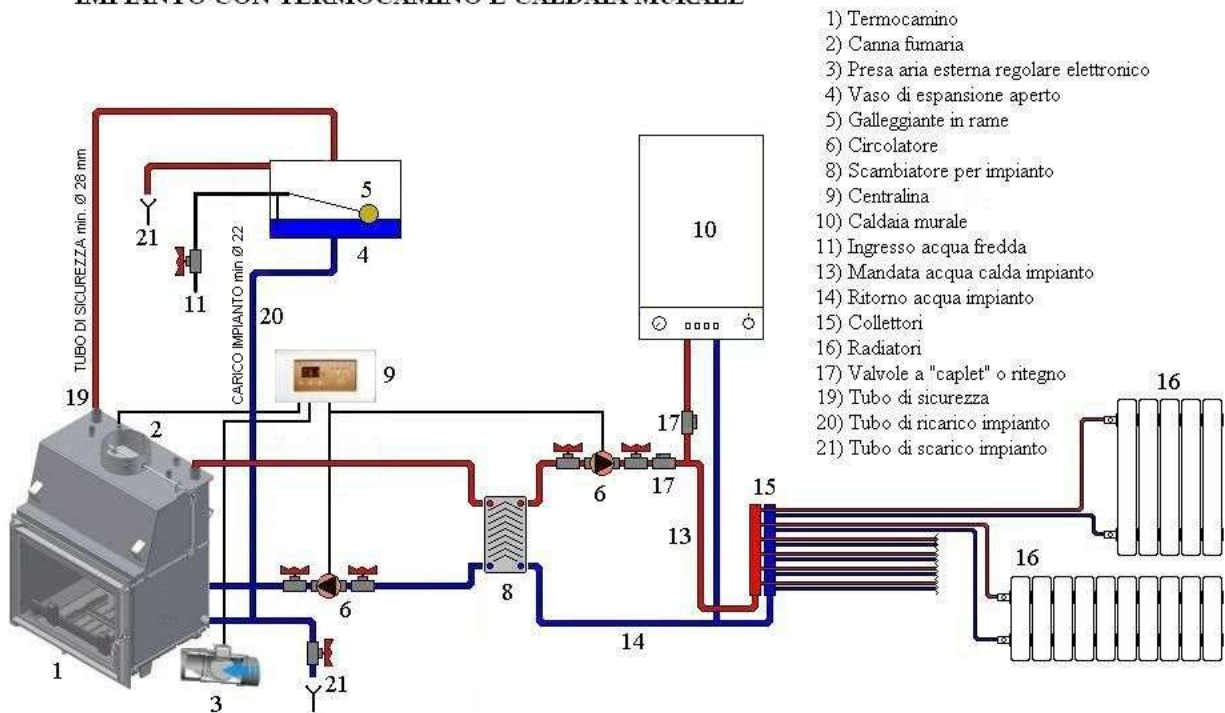 IMPIANTO CON TERMOCAMINO E CALDAIA MURALE
1) Termocamino
2) Canna fumaria
3) Presa aria esterna regolare elettronico
4) Vaso di espansione aperto
5) Galleggiante in rame
6) Circolatore
8) Scambiatore per impianto
9) Centralina
10) Caldaia murale
11) Ingresso acqua fredda
13) Mandata acqua calda impianto
14) Ritorno acqua impianto
15) Collettori
16) Radiatori
17) Valvole a "caplet" o ritegno
19) Tubo di sicurezza
20) Tubo di ricarico impianto
21) Tubo di scarico impianto
TUBO DI SICUREZZA min. Ø 28 mm
CARICO IMPIANTO min Ø 22
5
21
4
11
20
10
9
19
2
17
6
17
15
16
13
16
8
6
14
1
3
21